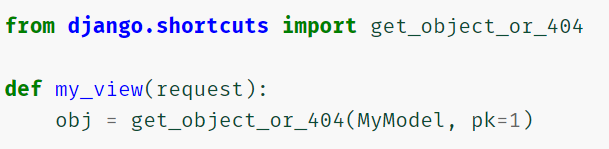 from django.shortcuts import get_object_or_404

def my_view(request):
    obj = get_object_or_404(MyModel, pk=1)